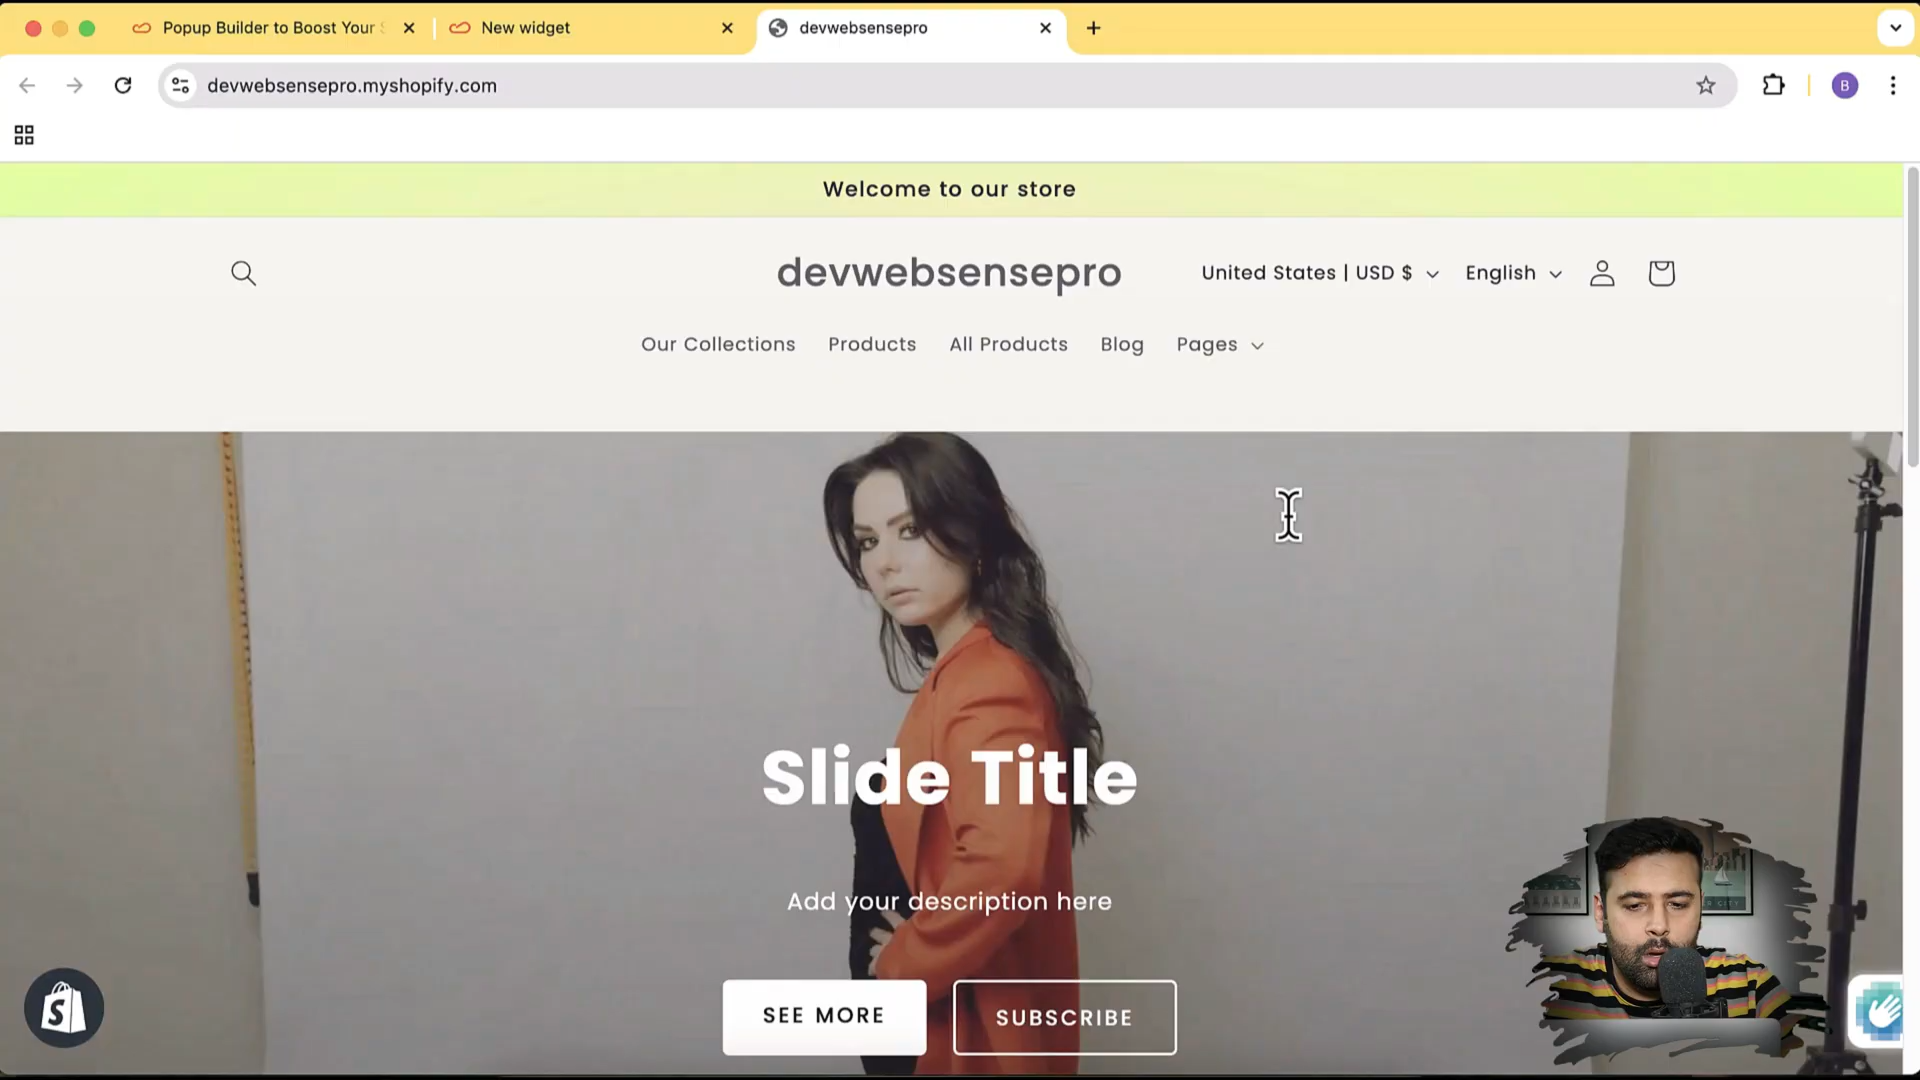 Popup Builder to Boost Your
New widget
devwebsensepro
devwebsensepro.myshopify.com
B
Welcome to our store
devwebsensepro
United States | USD $
English
Our Collections
Products
All Products
Blog
Pages
Slide Title
Add your description here
SEE MORE
SUBSCRIBE